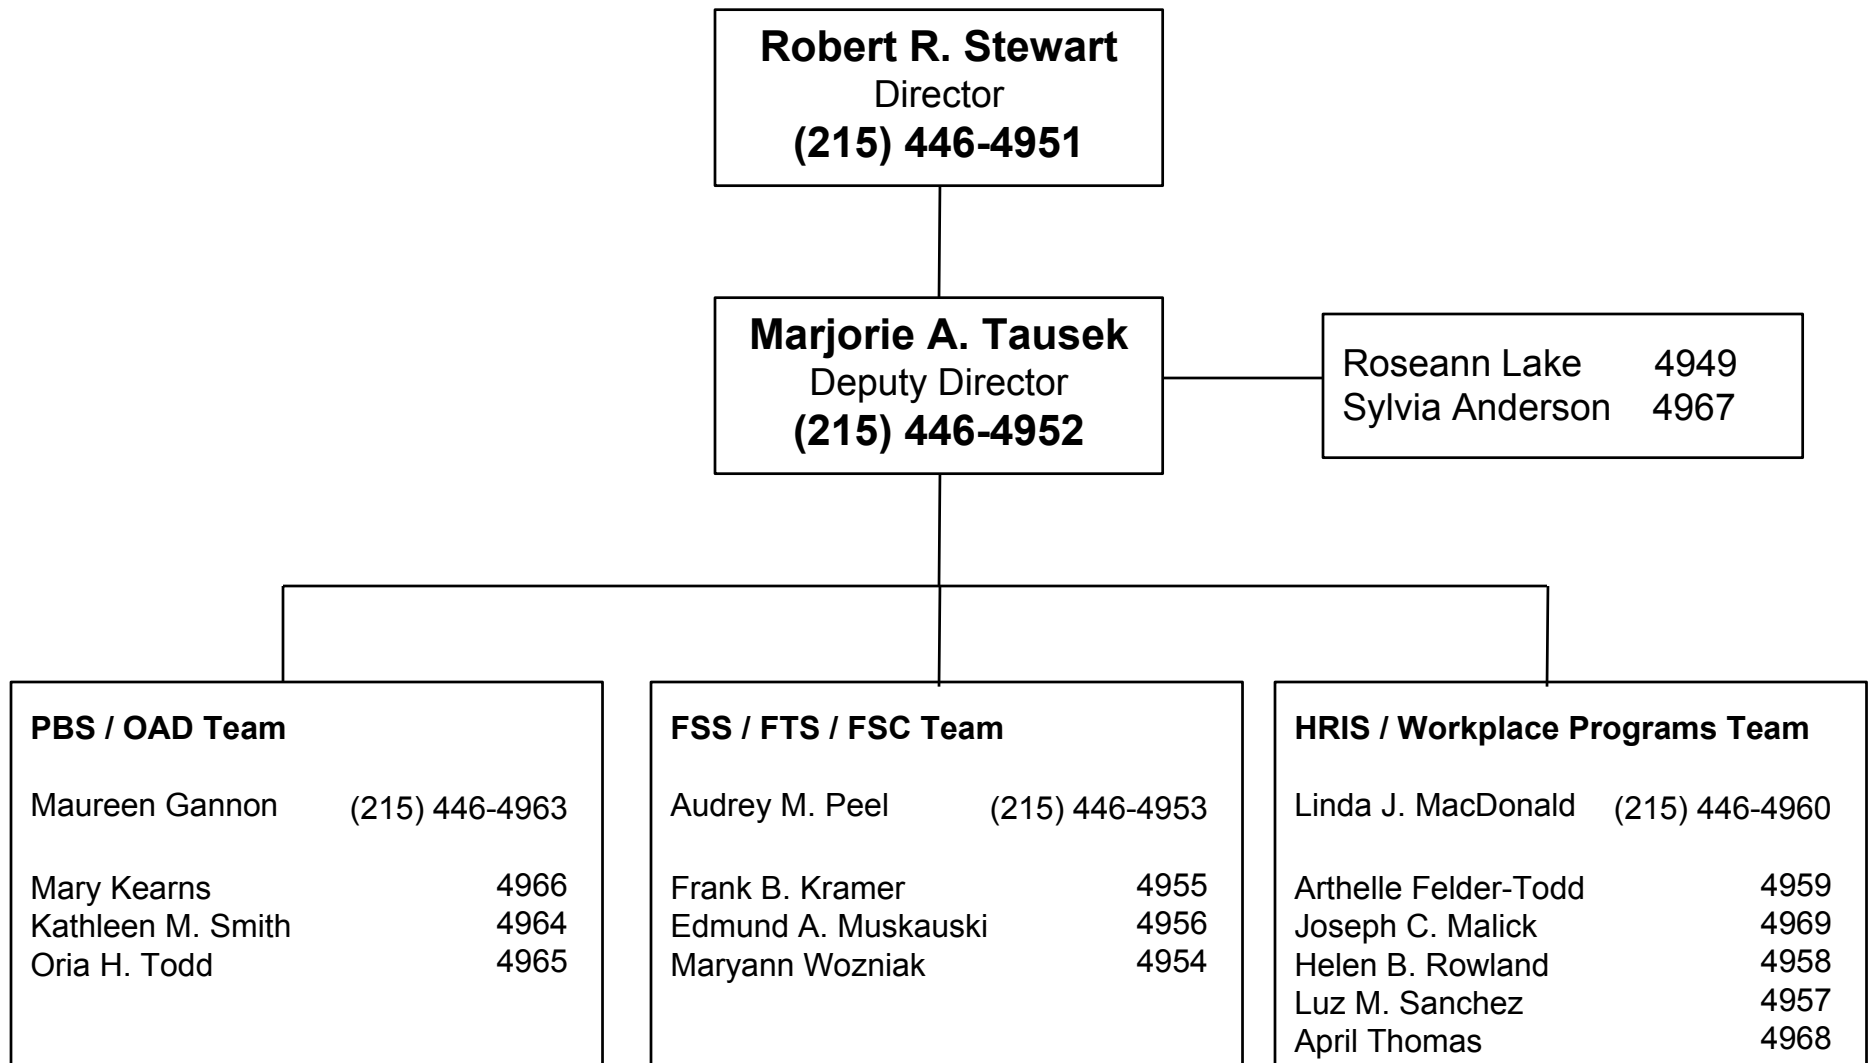 Robert R. Stewart
Director
(215) 446-4951
Marjorie A. Tausek
Deputy Director
(215) 446-4952
Roseann Lake 4949
Sylvia Anderson 4967
PBS / OAD Team
Maureen Gannon (215) 446-4963
Mary Kearns 4966
Kathleen M. Smith 4964
Oria H. Todd 4965
FSS / FTS / FSC Team
Audrey M. Peel (215) 446-4953
Frank B. Kramer 4955
Edmund A. Muskauski 4956
Maryann Wozniak 4954
HRIS / Workplace Programs Team
Linda J. MacDonald (215) 446-4960
Arthelle Felder-Todd 4959
Joseph C. Malick 4969
Helen B. Rowland 4958
Luz M. Sanchez 4957
April Thomas 4968